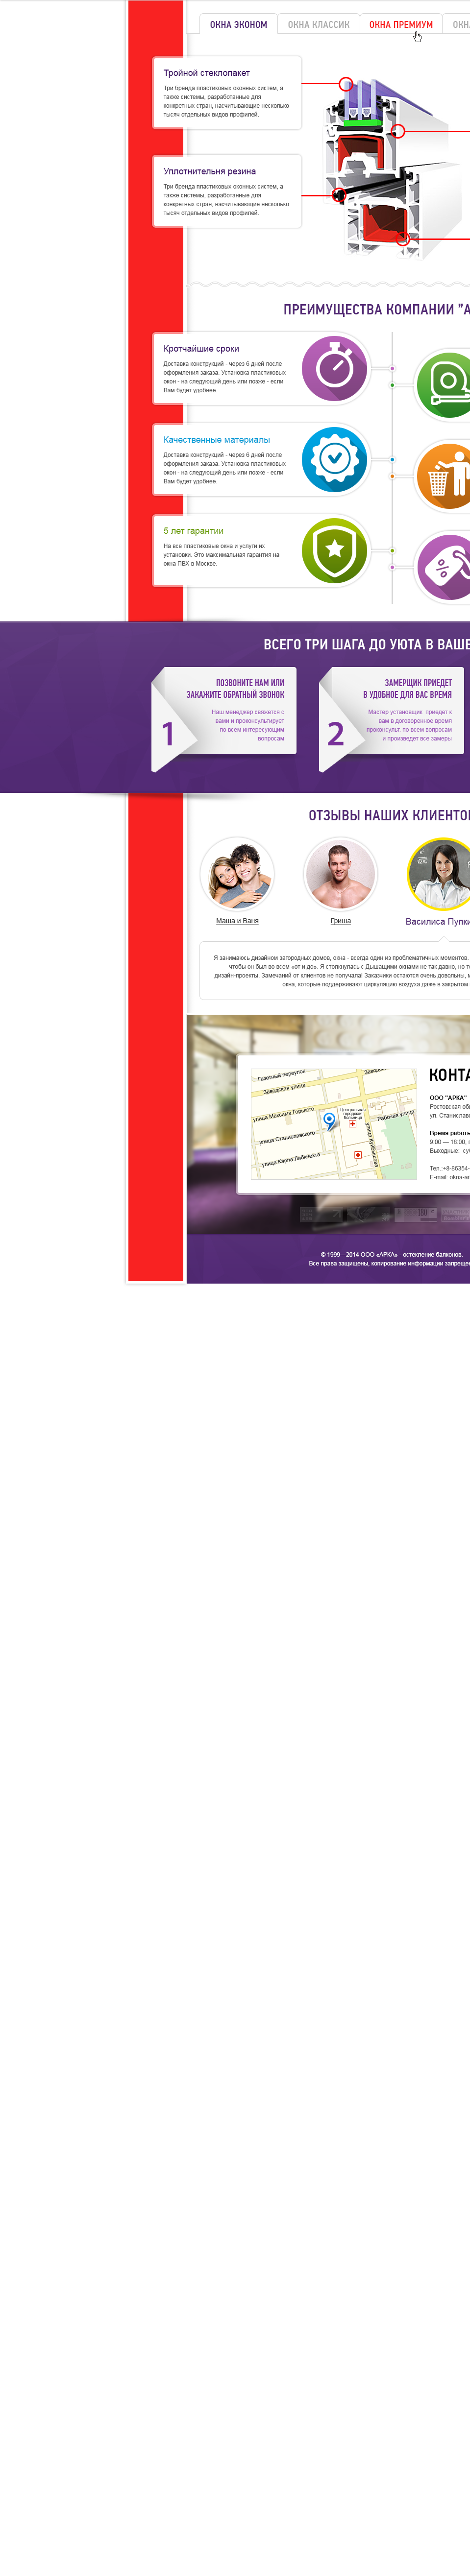 ОКНА ЭКОНОМ
ОКНА КЛАССИК
ОКНА ПРЕМИУМ
Тройной стеклопакет
Три бренда пластиковых оконных систем, а
также системы, разработанные для
конкретных стран, насчитывающие несколько
тысяч отдельных видов профилей.
Уплотнительня резина
Три бренда пластиковых оконных систем, а
также системы, разработанные для
конкретных стран, насчитывающие несколько
тысяч отдельных видов профилей.
ПРЕИМУЩЕСТВА КОМПАНИИ "А
Кротчайшие сроки
Доставка конструкций - через 6 дней после
оформления заказа. Установка пластиковых
окон - на следующий день или позже - если
Вам будет удобнее.
Качественные материалы
Доставка конструкций - через 6 дней после
оформления заказа. Установка пластиковых
окон - на следующий день или позже - если
Вам будет удобнее.
5 лет гарантии
На все пластиковые окна и услуги их
установки. Это максимальная гарантия на
окна ПВХ в Москве.
ВСЕГО ТРИ ШАГА ДО УЮТА В ВАШЕ
ПОЗВОНИТЕ НАМ ИЛИ
ЗАКАЖИТЕ ОБРАТНЫЙ ЗВОНОК
Наш менеджер свяжется с
вами и проконсультирует
по всем интересующим
вопросам
1
ЗАМЕРЩИК ПРИЕДЕТ
В УДОБНОЕ ДЛЯ ВАС ВРЕМЯ
Мастер установщик приедет к
вам в договоренное время
проконсульт. по всем вопросам
и произведет все замеры
2
ОТЗЫВЫ НАШИХ КЛИЕНТО
Маша и Ваня
Гриша
Василиса Пупки
Я занимаюсь дизайном загородных домов, окна - всегда один из проблематичных моментов.
чтобы он был во всем «от и до». Я столкнулась с Дышащими окнами не так давно, но
дизайн-проекты. Замечаний от клиентов не получала! Заказчики остаются очень довольны,
окна, которые поддерживают циркуляцию воздуха даже в закрытом
КОНТА
Газетный переулок
Заводская улица
улица Максима Горького
Центральная
городская
больница
Рабочая улица
улица Станиславского
улица Карла Либкнехта
улица Куйбышева
ООО "АРКА"
Ростовская об
ул. Станиславс
Время работы
9:00 — 18:00,
Выходные: су
Тел.:+8-86354-
E-mail: okna-ar
© 1999—2014 ООО «АРКА» - остекление балконов.
Все права защищены, копирование информации запреще